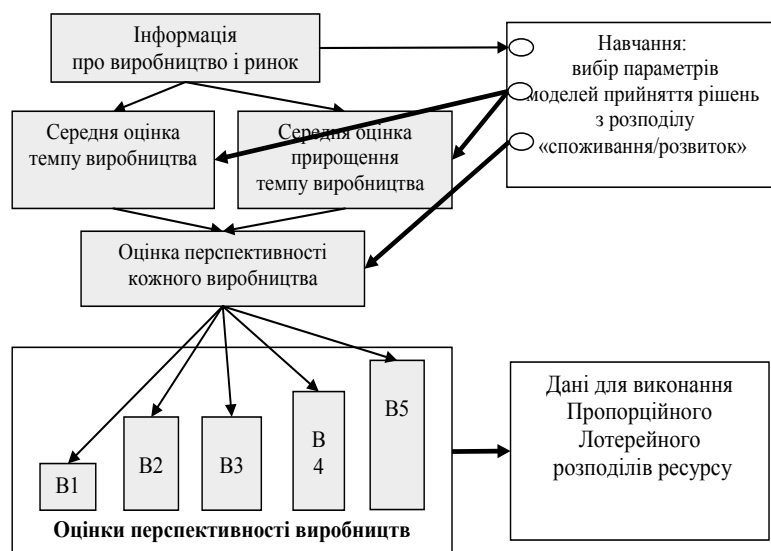 Інформація
про виробництво і ринок
Навчання:
вибір параметрів
моделей прийняття рішень
з розподілу
«споживання/розвиток»
Середня оцінка
темпу виробництва
Середня оцінка
прирощення
темпу виробництва
Оцінка перспективності
кожного виробництва
В1
В2
В3
В
4
В5
Оцінки перспективності виробництв
Дані для виконання
Пропорційного
Лотерейного
розподілів ресурсу